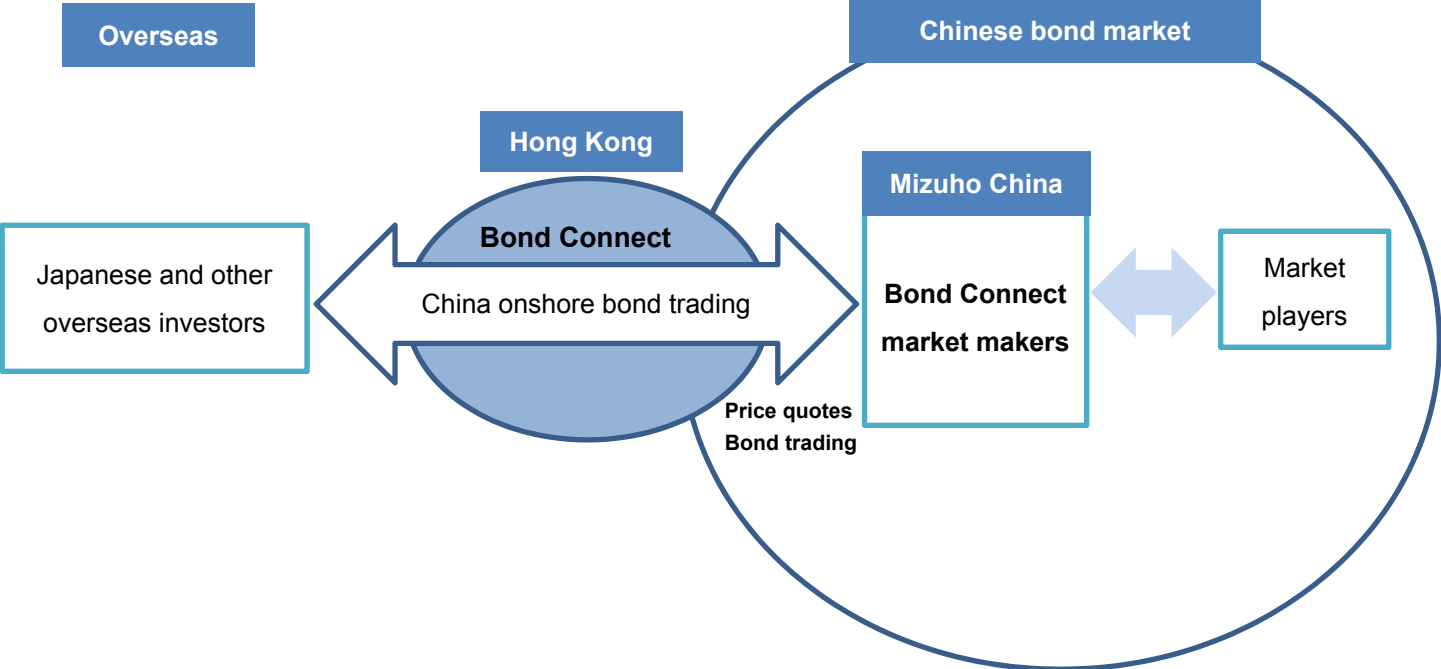 Overseas
Chinese bond market
Hong Kong
Mizuho China
Bond Connect
Japanese and other
overseas investors
China onshore bond trading
Bond Connect
market makers
Market
players
Price quotes
Bond trading